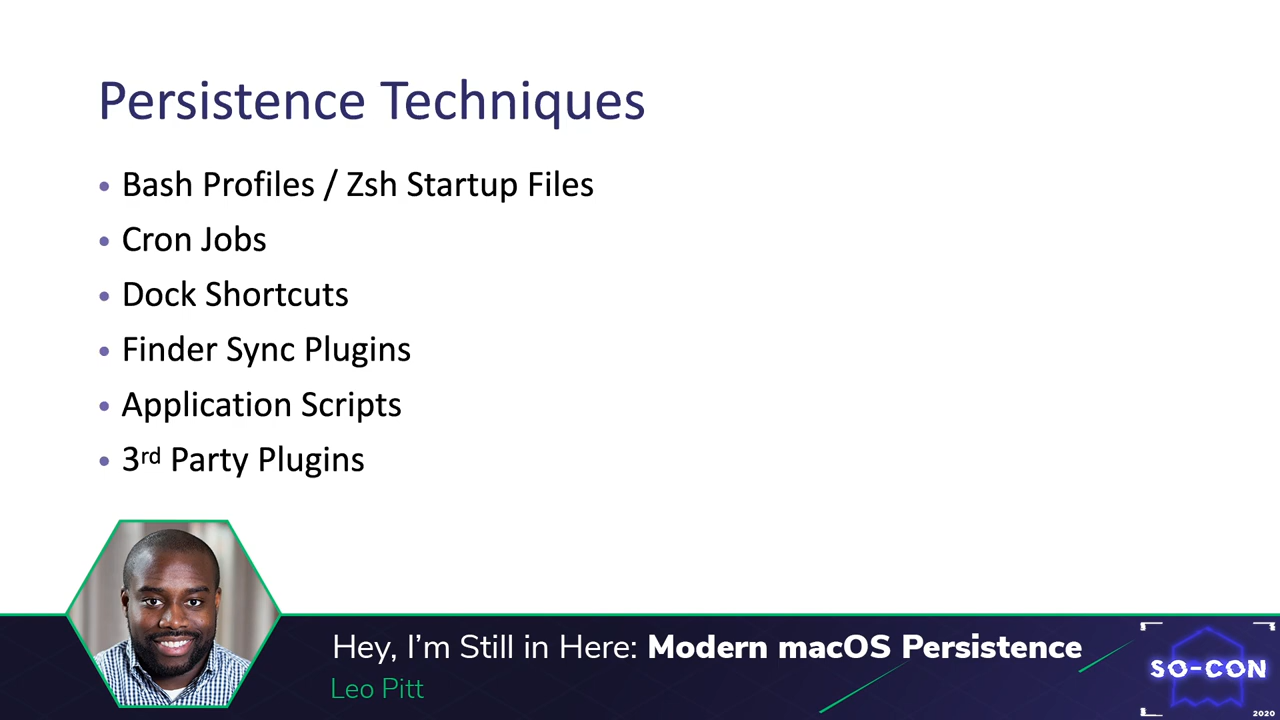 Persistence Techniques
• Bash Profiles / Zsh Startup Files
• Cron Jobs
• Dock Shortcuts
• Finder Sync Plugins
• Application Scripts
• 3rd Party Plugins
Hey, I’m Still in Here: Modern macOS Persistence
Leo Pitt
SO-CON
2020